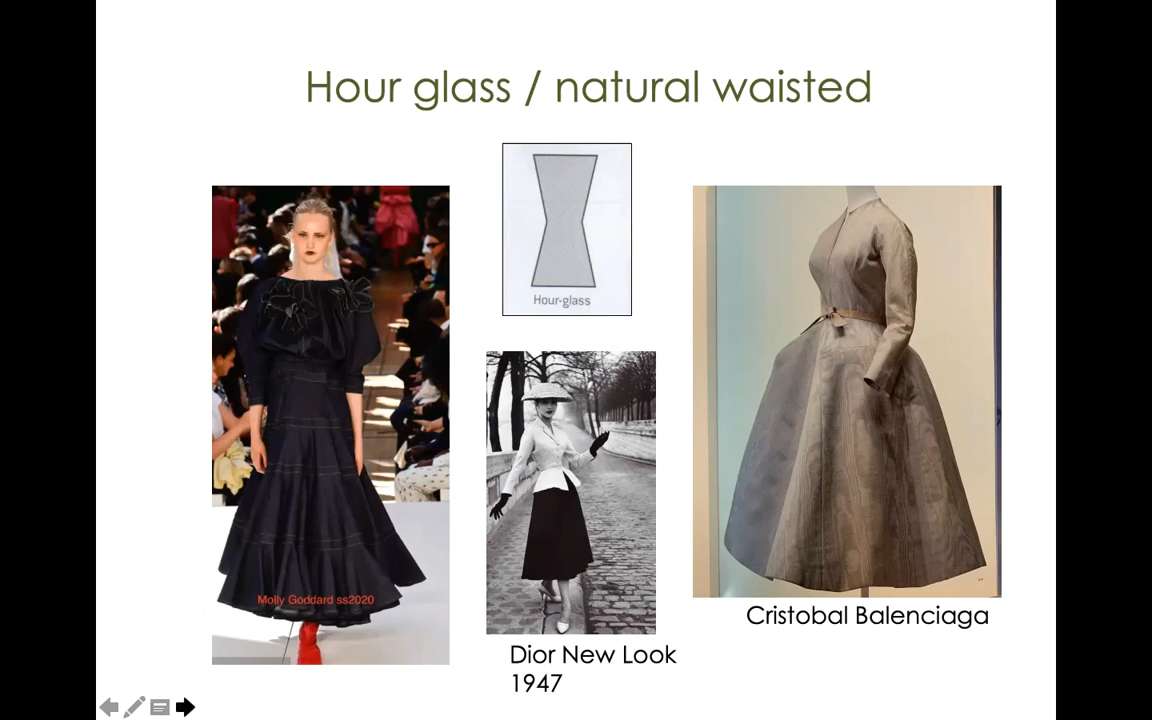 Hour glass / natural waisted
Hour-glass
Molly Goddard ss2020
Dior New Look
1947
Cristobal Balenciaga